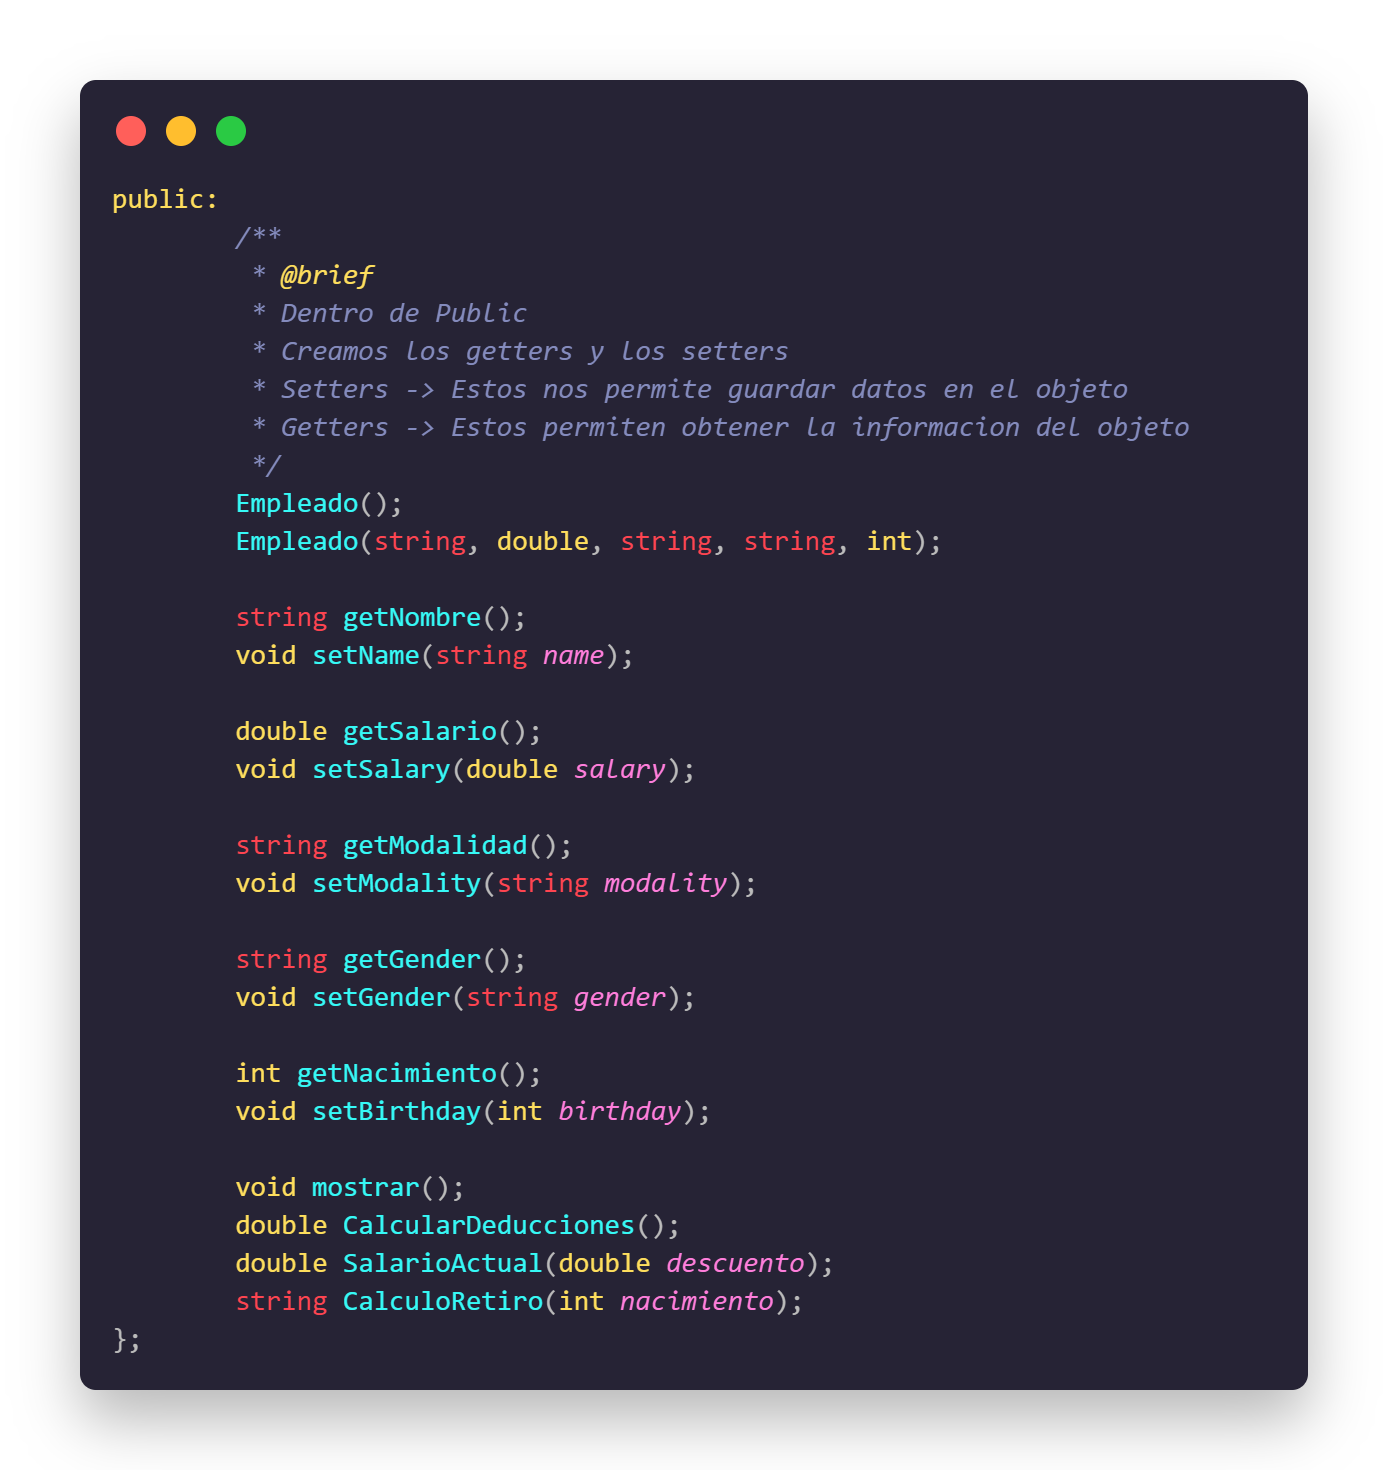 public:
/**
* @brief
* Dentro de Public
* Creamos los getters y los setters
* Setters -> Estos nos permite guardar datos en el objeto
* Getters -> Estos permiten obtener la informacion del objeto
*/
Empleado();
Empleado(string, double, string, string, int);
string getNombre();
void setName(string name);
double getSalario();
void setSalary(double salary);
string getModalidad();
void setModality(string modality);
string getGender();
void setGender(string gender);
int getNacimiento();
void setBirthday(int birthday);
void mostrar();
double CalcularDeducciones();
double SalarioActual(double descuento);
string CalculoRetiro(int nacimiento);
};